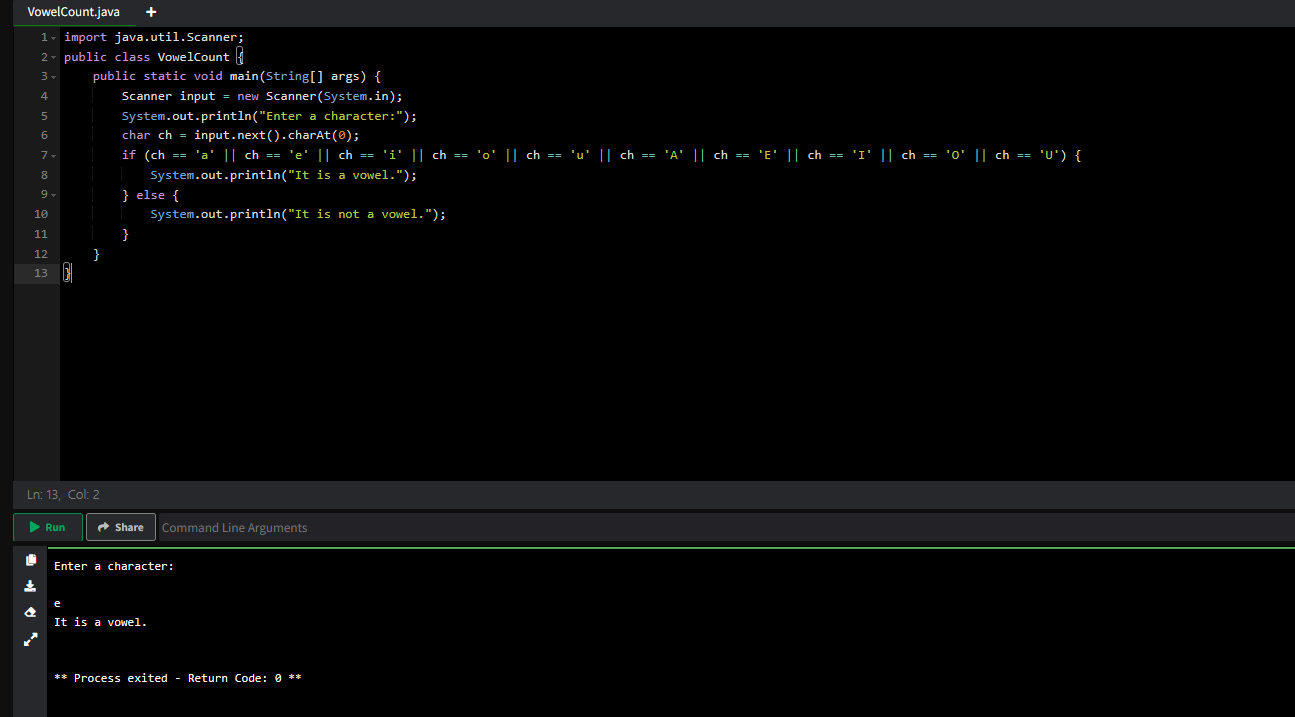 VowelCount.java +
1 import java.util.Scanner;
2 public class VowelCount {
3     public static void main(String[] args) {
4         Scanner input = new Scanner(System.in);
5         System.out.println("Enter a character:");
6         char ch = input.next().charAt(0);
7         if (ch == 'a' || ch == 'e' || ch == 'i' || ch == 'o' || ch == 'u' || ch == 'A' || ch == 'E' || ch == 'I' || ch == 'O' || ch == 'U') {
8             System.out.println("It is a vowel.");
9         } else {
10             System.out.println("It is not a vowel.");
11         }
12     }
13 }
Ln: 13, Col: 2
Run Share Command Line Arguments
Enter a character:
e
It is a vowel.
** Process exited - Return Code: 0 **